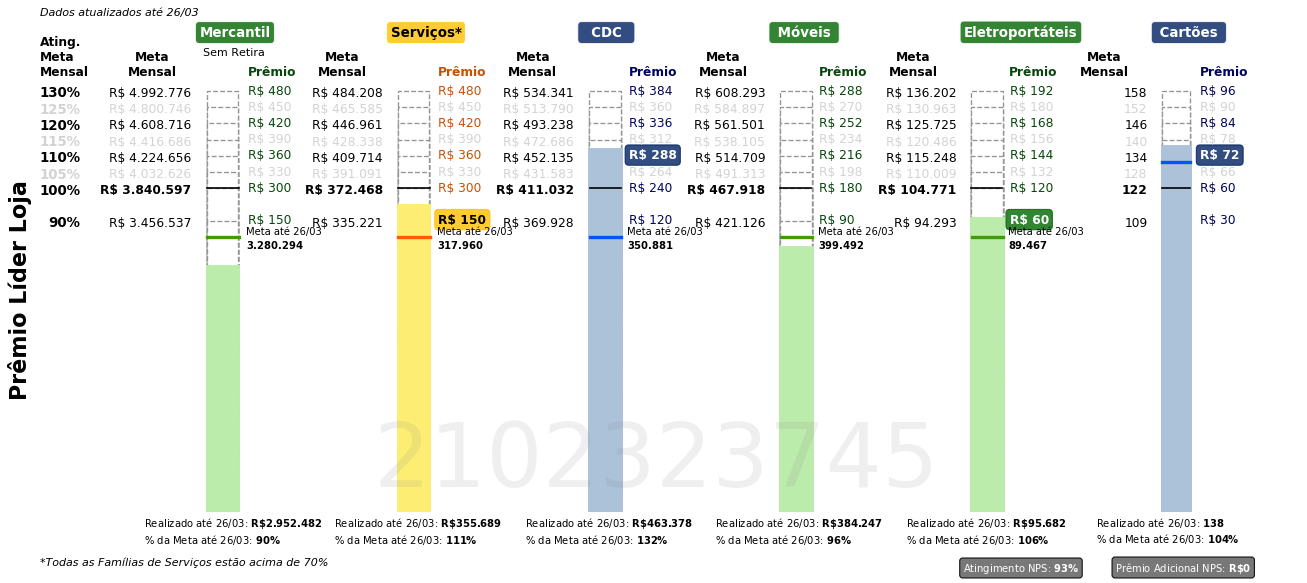 Dados atualizados até 26/03
Mercantil Serviços* CDC Móveis Eletroportáteis Cartões
Sem Retira
Ating. Meta Mensal
Meta Mensal Prêmio Meta Mensal Prêmio Meta Mensal Prêmio Meta Mensal Prêmio Meta Mensal Prêmio Meta Mensal Prêmio
130% R$ 4.992.776 R$ 480 R$ 484.208 R$ 480 R$ 534.341 R$ 384 R$ 608.293 R$ 288 R$ 136.202 R$ 192 158 R$ 96
125% R$ 4.800.746 R$ 450 R$ 465.585 R$ 450 R$ 513.790 R$ 360 R$ 584.897 R$ 270 R$ 130.963 R$ 180 152 R$ 90
120% R$ 4.608.716 R$ 420 R$ 446.961 R$ 420 R$ 493.238 R$ 336 R$ 561.501 R$ 252 R$ 125.725 R$ 168 146 R$ 84
115% R$ 4.416.686 R$ 390 R$ 428.338 R$ 390 R$ 472.686 R$ 312 R$ 538.105 R$ 234 R$ 120.486 R$ 156 140 R$ 78
110% R$ 4.224.656 R$ 360 R$ 409.714 R$ 360 R$ 452.135 R$ 288 R$ 514.709 R$ 216 R$ 115.248 R$ 144 134 R$ 72
105% R$ 4.032.626 R$ 330 R$ 391.091 R$ 330 R$ 431.583 R$ 264 R$ 491.313 R$ 198 R$ 110.009 R$ 132 128 R$ 66
100% R$ 3.840.597 R$ 300 R$ 372.468 R$ 300 R$ 411.032 R$ 240 R$ 467.918 R$ 180 R$ 104.771 R$ 120 122 R$ 60
90% R$ 3.456.537 R$ 150 R$ 335.221 R$ 150 R$ 369.928 R$ 120 R$ 421.126 R$ 90 R$ 94.293 R$ 60 109 R$ 30
Meta até 26/03 Meta até 26/03 Meta até 26/03 Meta até 26/03 Meta até 26/03
3.280.294 317.960 350.881 399.492 89.467
Prêmio Líder Loja
2102323745
Realizado até 26/03: R$2.952.482 Realizado até 26/03: R$355.689 Realizado até 26/03: R$463.378 Realizado até 26/03: R$384.247 Realizado até 26/03: R$95.682 Realizado até 26/03: 138
% da Meta até 26/03: 90% % da Meta até 26/03: 111% % da Meta até 26/03: 132% % da Meta até 26/03: 96% % da Meta até 26/03: 106% % da Meta até 26/03: 104%
*Todas as Famílias de Serviços estão acima de 70%
Atingimento NPS: 93% Prêmio Adicional NPS: R$0